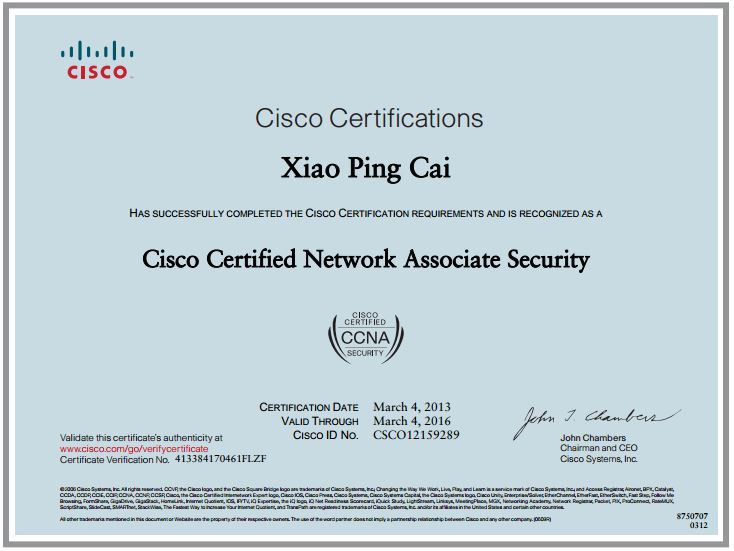 CISCO
Cisco Certifications
Xiao Ping Cai
HAS SUCCESSFULLY COMPLETED THE CISCO CERTIFICATION REQUIREMENTS AND IS RECOGNIZED AS A
Cisco Certified Network Associate Security
CISCO
CERTIFIED
CCNA
SECURITY
CERTIFICATION DATE March 4, 2013
VALID THROUGH March 4, 2016
CISCO ID NO. CSCO12159289
Validate this certificate's authenticity at
www.cisco.com/go/verifycertificate
Certificate Verification No. 413384170461FLZF
John T. Chambers
John Chambers
Chairman and CEO
Cisco Systems, Inc.
©2006 Cisco Systems, Inc. All rights reserved. CCVP, the Cisco logo, and the Cisco Square Bridge logo are trademarks of Cisco Systems, Inc.; Changing the Way We Work, Live, Play, and Learn is a service mark of Cisco Systems, Inc.; and Access Registrar, Aironet, BPX, Catalyst,
CCDA, CCDP, CCIE, CCIP, CCNA, CCNP, CCSP, Cisco, the Cisco Certified Internetwork Expert logo, Cisco IOS, Cisco Press, Cisco Systems, Cisco Systems Capital, the Cisco Systems logo, Cisco Unity, Enterprise/Solver, EtherChannel, EtherFast, EtherSwitch, Fast Step, Follow Me
Browsing, FormShare, GigaDrive, GigaStack, HomeLink, Internet Quotient, IOS, IP/TV, iQ Expertise, the iQ logo, iQ Net Readiness Scorecard, iQuick Study, LightStream, Linksys, MeetingPlace, MGX, Networking Academy, Network Registrar, Packet, PIX, ProConnect, RateMUX,
ScriptShare, SlideCast, SMARTnet, StackWise, The Fastest Way to Increase Your Internet Quotient, and TransPath are registered trademarks of Cisco Systems, Inc. and/or its affiliates in the United States and certain other countries.
All other trademarks mentioned in this document or Website are the property of their respective owners. The use of the word partner does not imply a partnership relationship between Cisco and any other company. (0609R)
8750707
0312